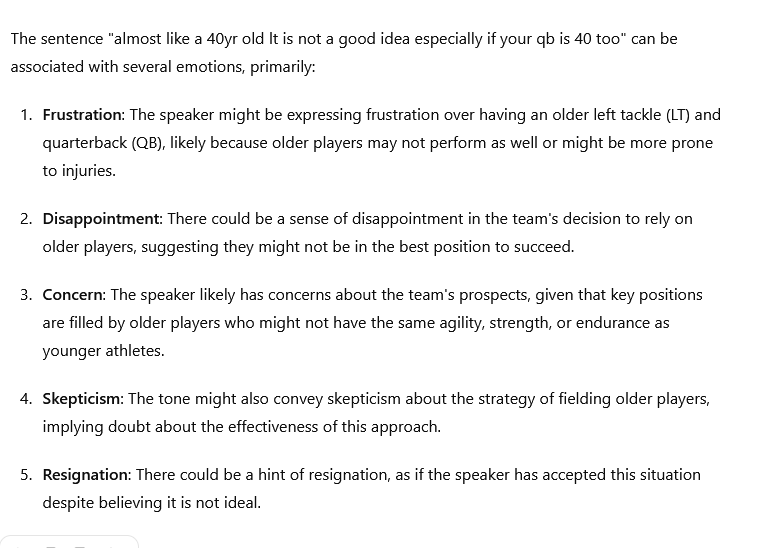 The sentence "almost like a 40yr old lt is not a good idea especially if your qb is 40 too" can be
associated with several emotions, primarily:
1. Frustration: The speaker might be expressing frustration over having an older left tackle (LT) and
quarterback (QB), likely because older players may not perform as well or might be more prone
to injuries.
2. Disappointment: There could be a sense of disappointment in the team's decision to rely on
older players, suggesting they might not be in the best position to succeed.
3. Concern: The speaker likely has concerns about the team's prospects, given that key positions
are filled by older players who might not have the same agility, strength, or endurance as
younger athletes.
4. Skepticism: The tone might also convey skepticism about the strategy of fielding older players,
implying doubt about the effectiveness of this approach.
5. Resignation: There could be a hint of resignation, as if the speaker has accepted this situation
despite believing it is not ideal.